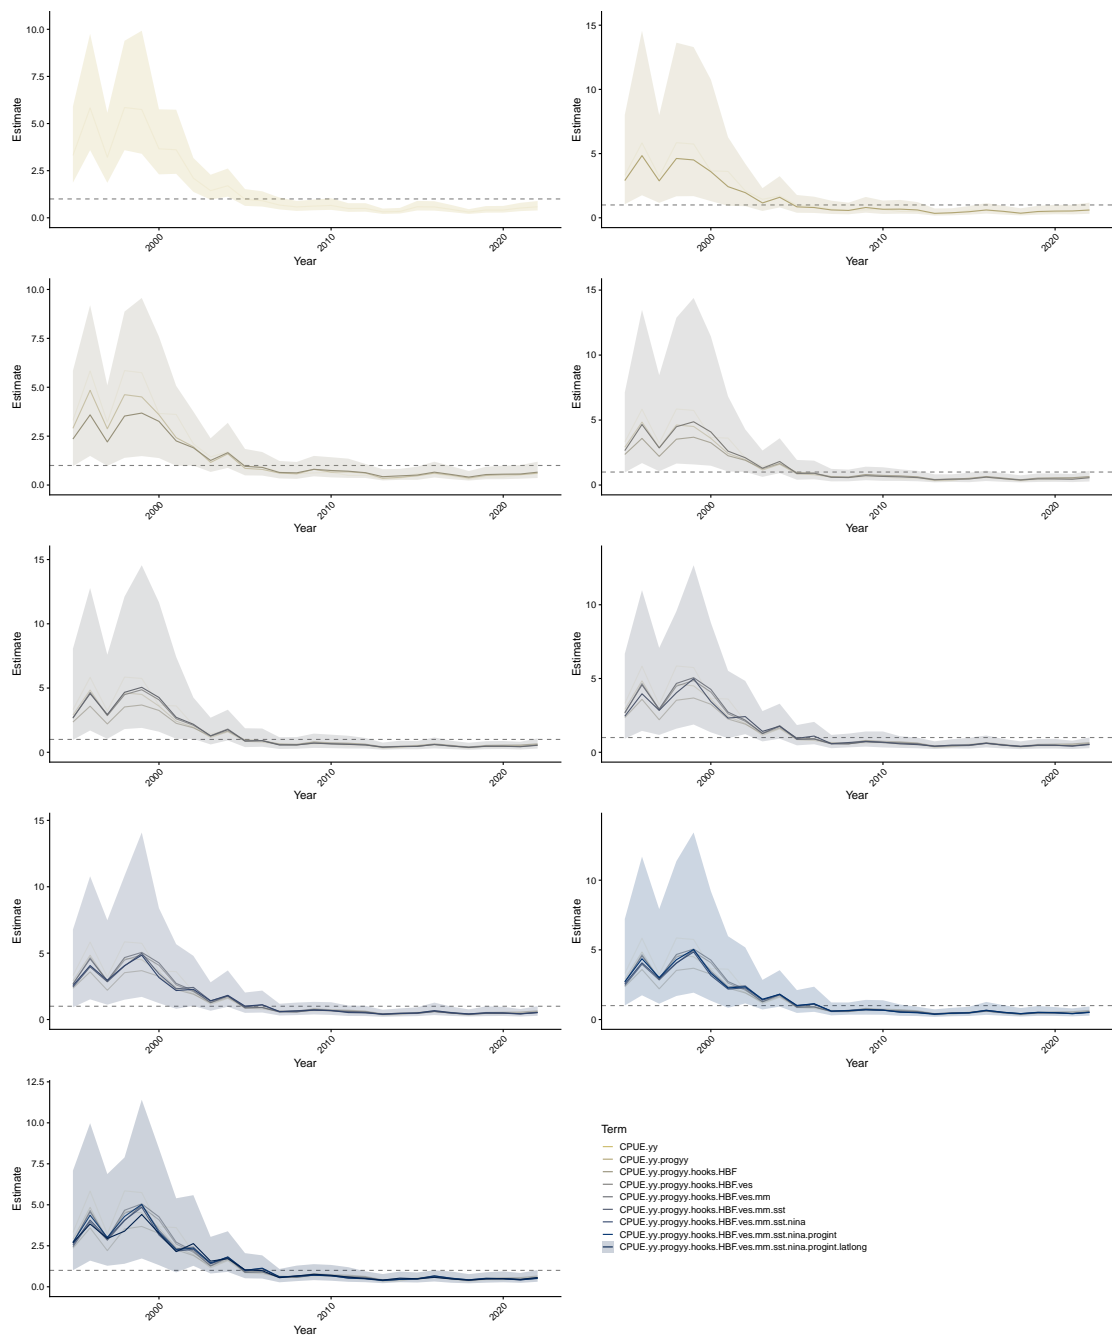 10.0
7.5
5.0
2.5
0.0
Estimate
2000
2010
2020
Year
15
10
5
0
Estimate
2000
2010
2020
Year
10.0
7.5
5.0
2.5
0.0
Estimate
2000
2010
2020
Year
15
10
5
0
Estimate
2000
2010
2020
Year
15
10
5
0
Estimate
2000
2010
2020
Year
10
5
0
Estimate
2000
2010
2020
Year
15
10
5
0
Estimate
2000
2010
2020
Year
10
5
0
Estimate
2000
2010
2020
Year
12.5
10.0
7.5
5.0
2.5
0.0
Estimate
2000
2010
2020
Year
Term
CPUE.yy
CPUE.yy.progyy
CPUE.yy.progyy.hooks.HBF
CPUE.yy.progyy.hooks.HBF.ves
CPUE.yy.progyy.hooks.HBF.ves.mm
CPUE.yy.progyy.hooks.HBF.ves.mm.sst
CPUE.yy.progyy.hooks.HBF.ves.mm.sst.nina
CPUE.yy.progyy.hooks.HBF.ves.mm.sst.nina.progint
CPUE.yy.progyy.hooks.HBF.ves.mm.sst.nina.progint.latlong